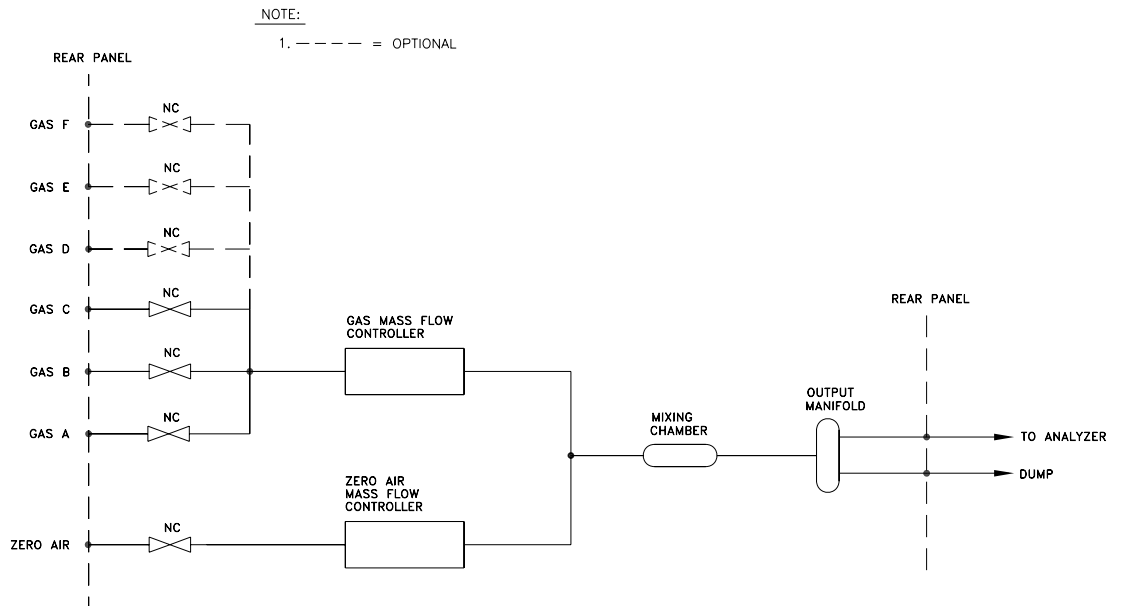 NOTE:
1. = OPTIONAL
REAR PANEL
NC
GAS F
NC
GAS E
NC
GAS D
NC
GAS C
NC
GAS B
NC
GAS A
NC
ZERO AIR
GAS MASS FLOW
CONTROLLER
ZERO AIR
MASS FLOW
CONTROLLER
MIXING
CHAMBER
OUTPUT
MANIFOLD
REAR PANEL
TO ANALYZER
DUMP